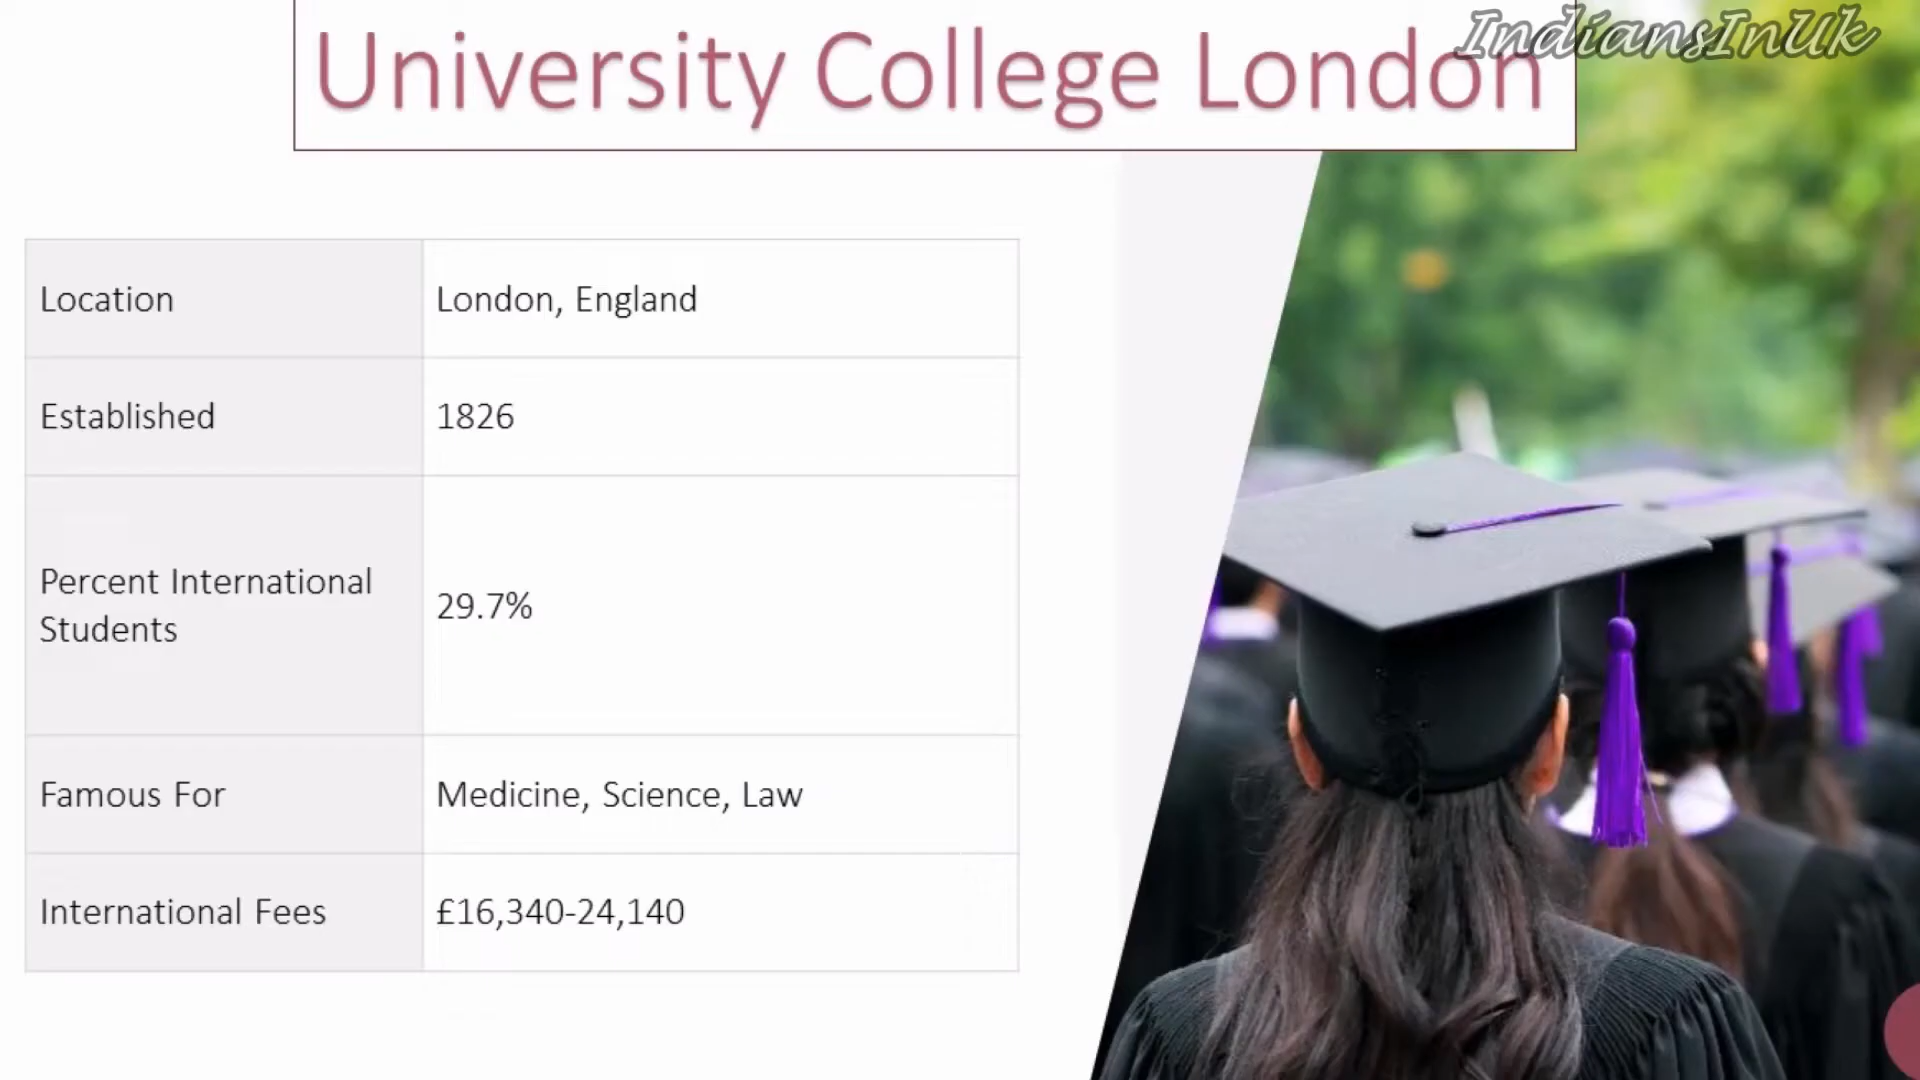 IndiansInUk
University College London
Location London, England
Established 1826
Percent International
Students 29.7%
Famous For Medicine, Science, Law
International Fees £16,340-24,140